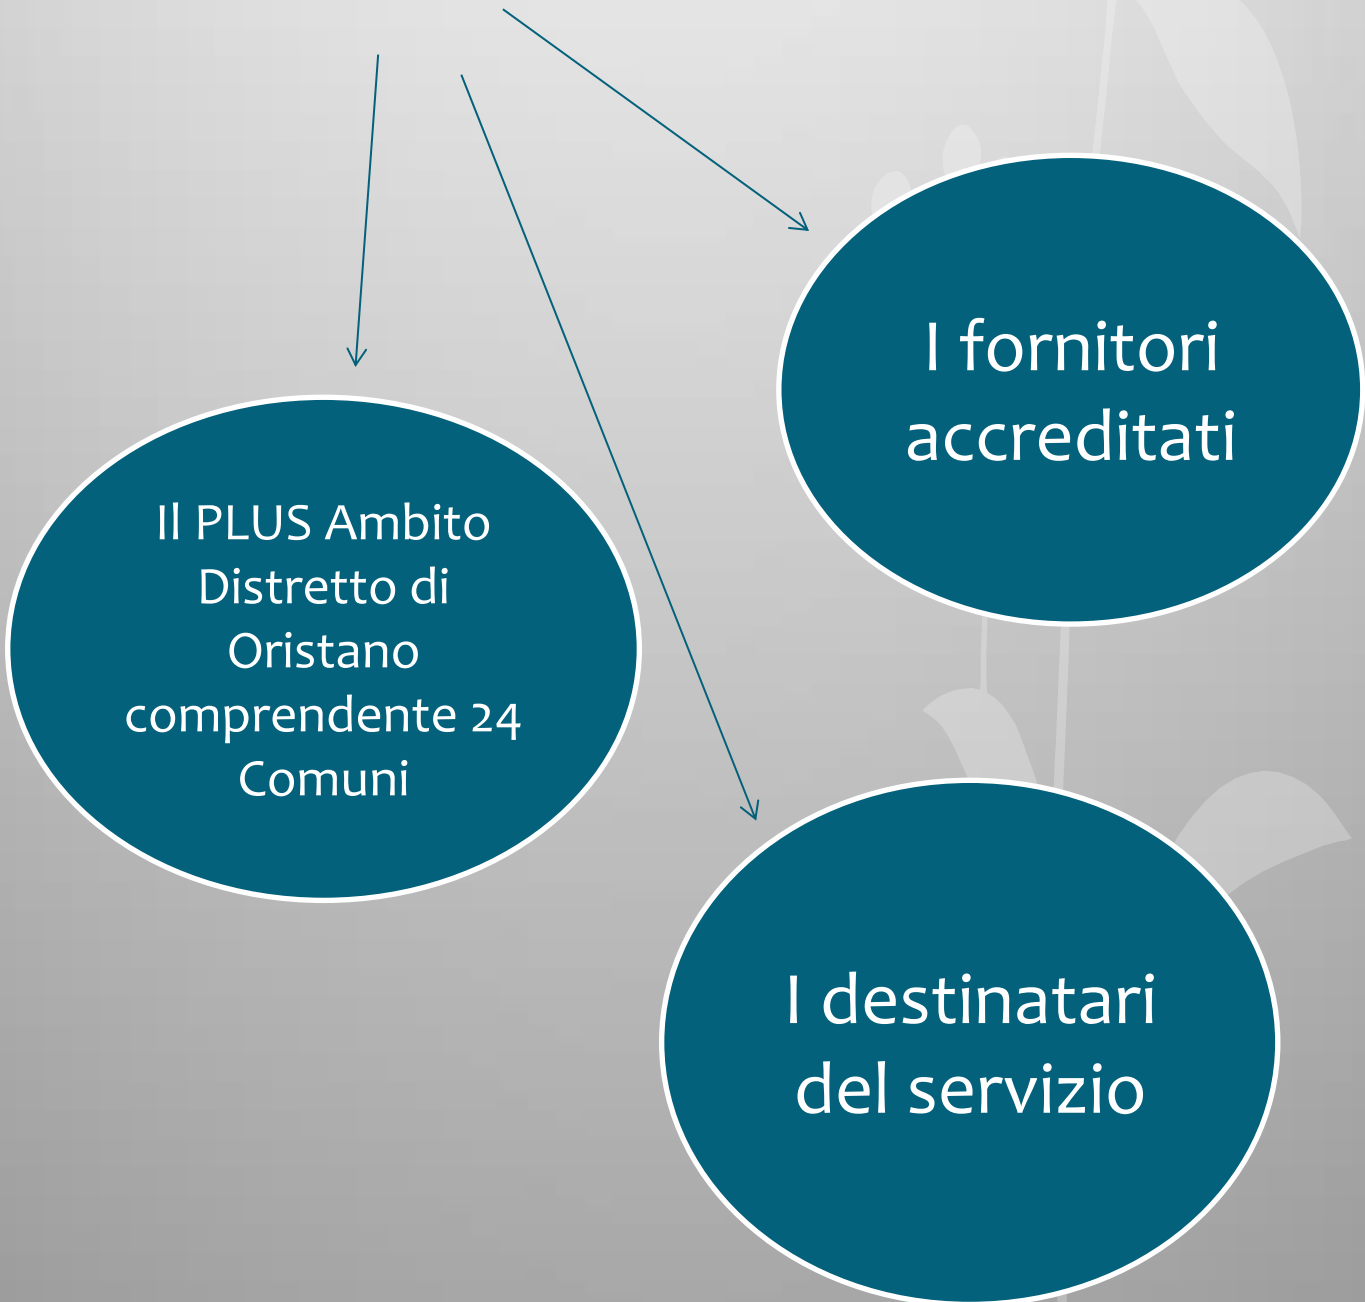 I fornitori
accreditati
Il PLUS Ambito
Distretto di
Oristano
comprendente 24
Comuni
I destinatari
del servizio